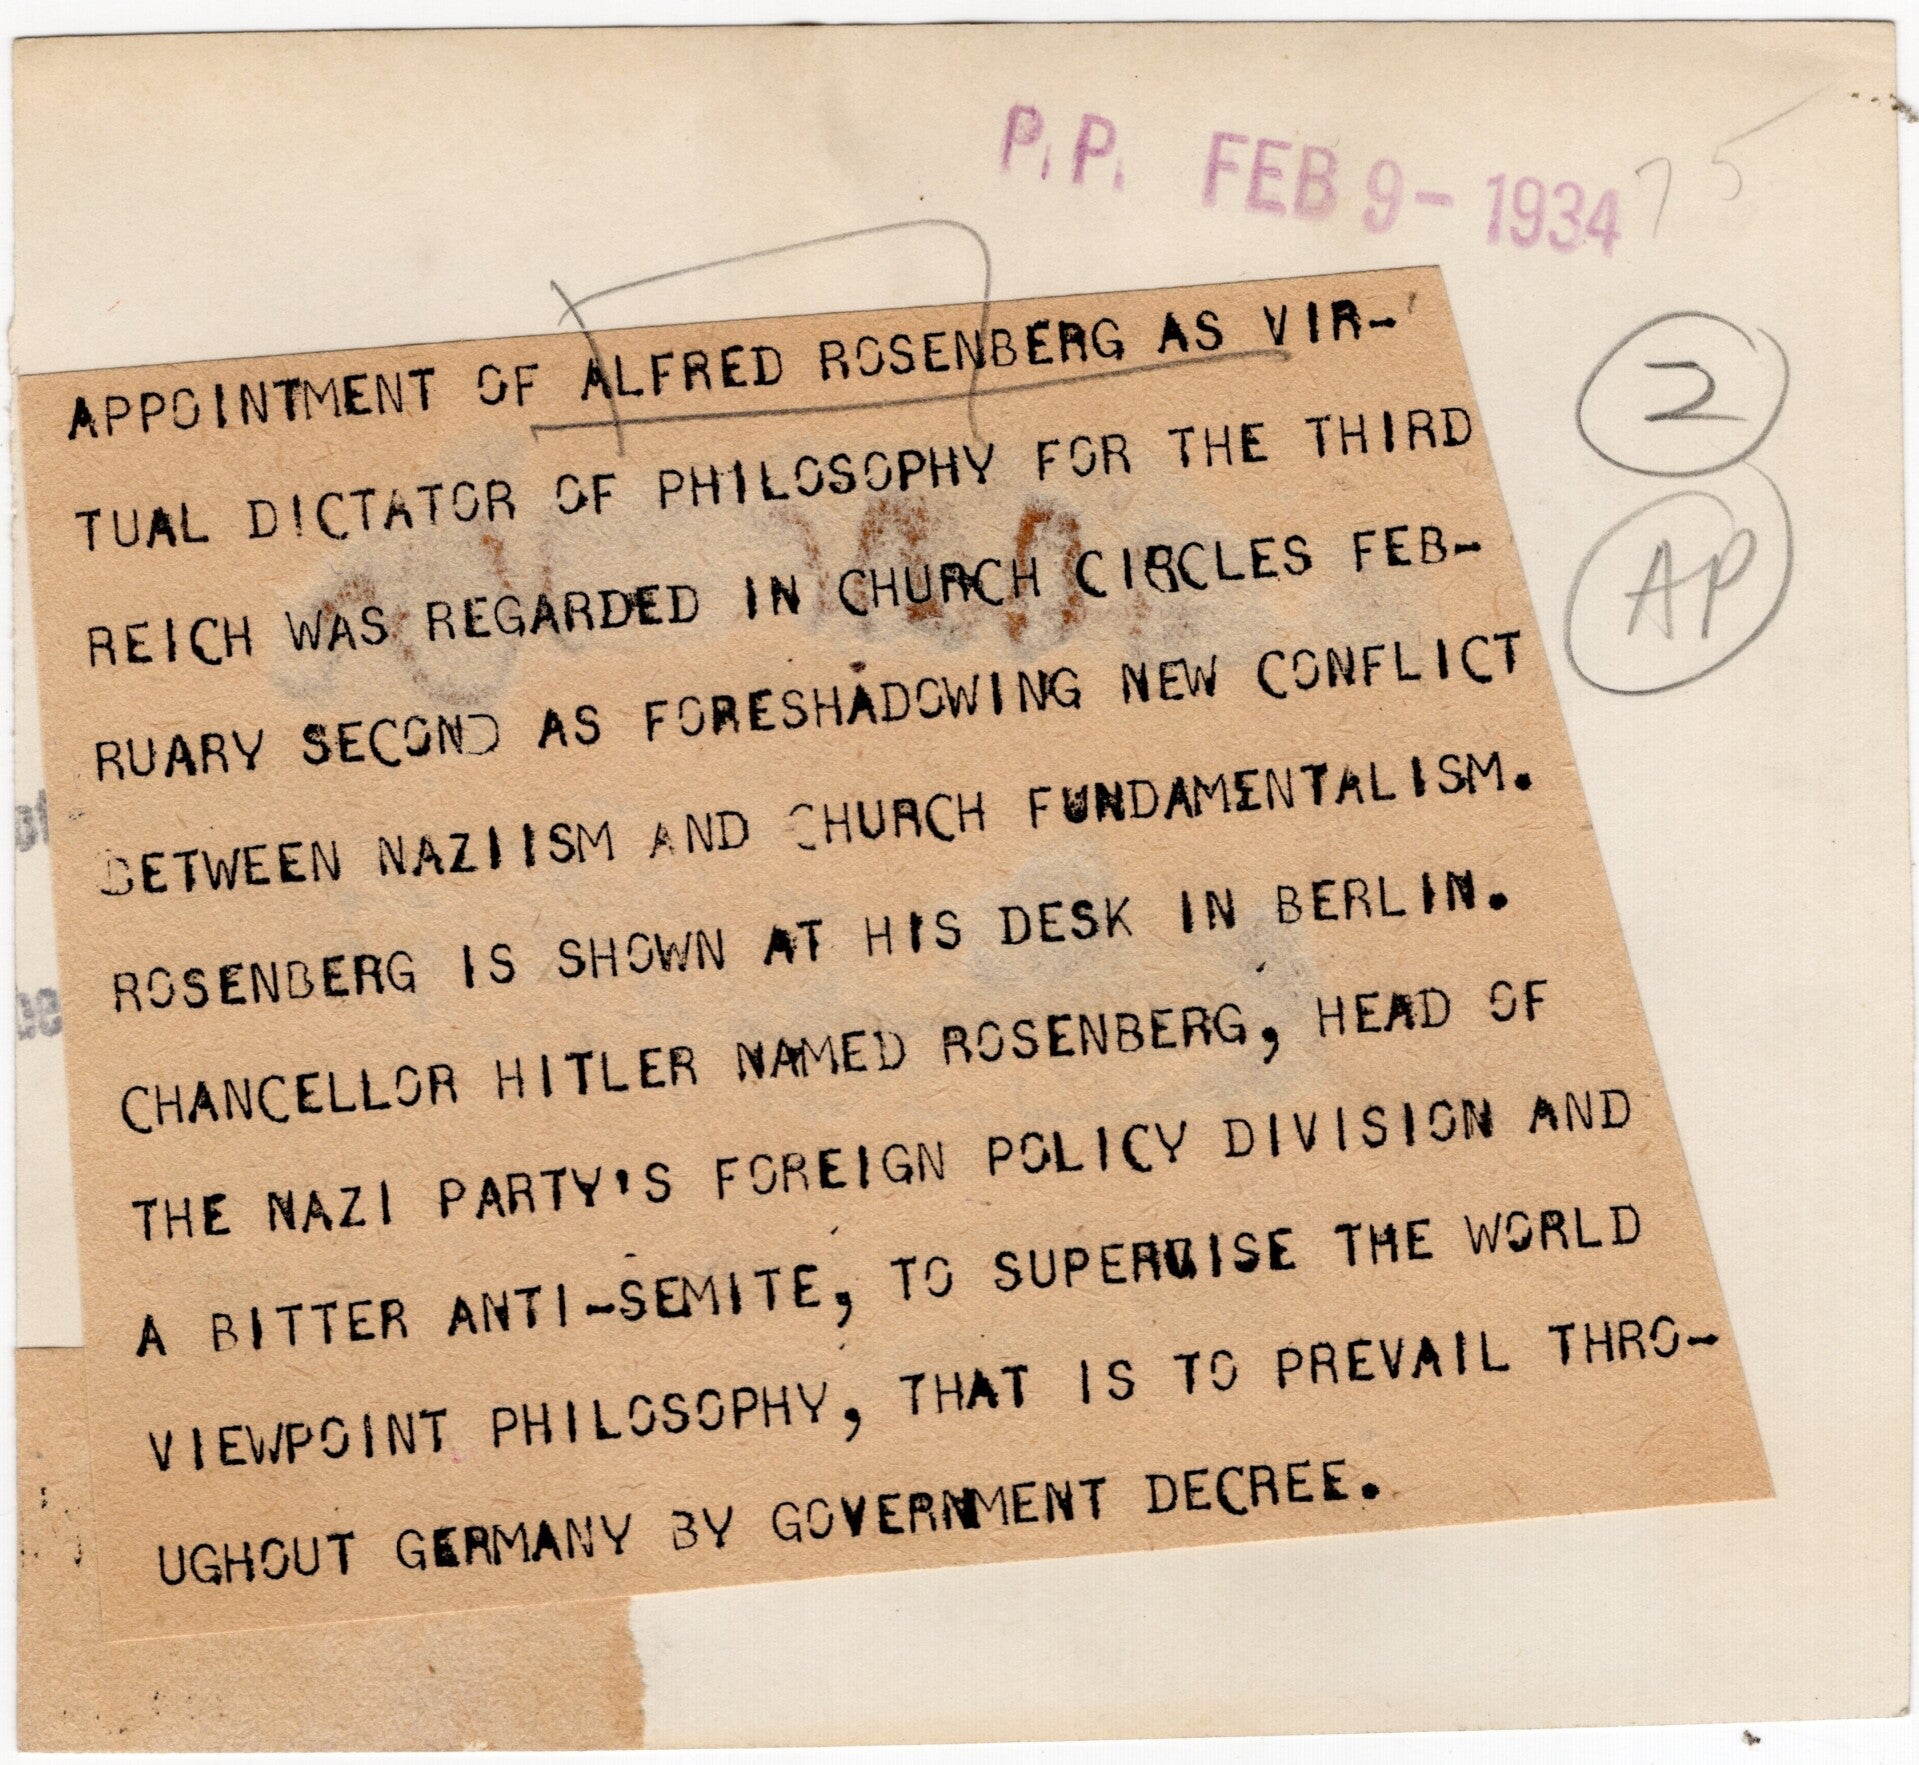 P. P. FEB 9 - 1934
75
2
AP
APPOINTMENT OF ALFRED ROSENBERG AS VIR-
TUAL DICTATOR OF PHILOSOPHY FOR THE THIRD
REICH WAS REGARDED IN CHURCH CIRCLES FEB-
RUARY SECOND AS FORESHADOWING NEW CONFLICT
BETWEEN NAZIISM AND CHURCH FUNDAMENTALISM.
ROSENBERG IS SHOWN AT HIS DESK IN BERLIN.
CHANCELLOR HITLER NAMED ROSENBERG, HEAD OF
THE NAZI PARTY'S FOREIGN POLICY DIVISION AND
A BITTER ANTI-SEMITE, TO SUPERVISE THE WORLD
VIEWPOINT PHILOSOPHY, THAT IS TO PREVAIL THRO-
UGHOUT GERMANY BY GOVERNMENT DECREE.